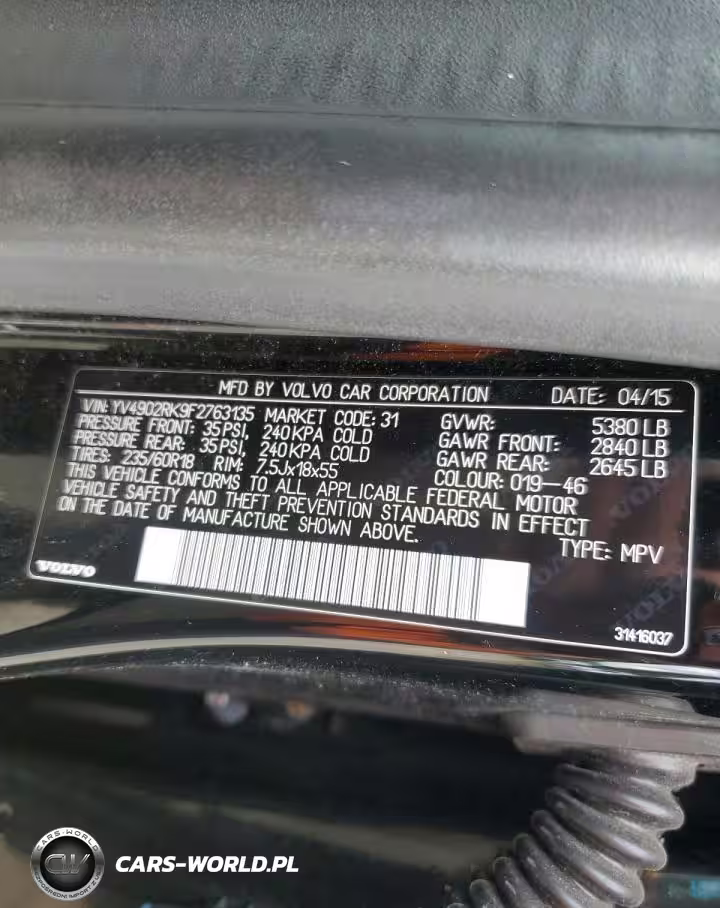 MFD BY VOLVO CAR CORPORATION DATE: 04/15
VIN: YV4902RK9F2763135 MARKET CODE: 31 GVWR: 5380 LB
PRESSURE FRONT: 35 PSI, 240 KPA COLD GAWR FRONT: 2840 LB
PRESSURE REAR: 35 PSI, 240 KPA COLD GAWR REAR: 2645 LB
TIRES: 235/60R18 RIM: 7.5Jx18x55 COLOUR: 019-46
THIS VEHICLE CONFORMS TO ALL APPLICABLE FEDERAL MOTOR
VEHICLE SAFETY AND THEFT PREVENTION STANDARDS IN EFFECT
ON THE DATE OF MANUFACTURE SHOWN ABOVE. TYPE: MPV
VOLVO
31416037
CARS-WORLD
CW
CARS-WORLD.PL